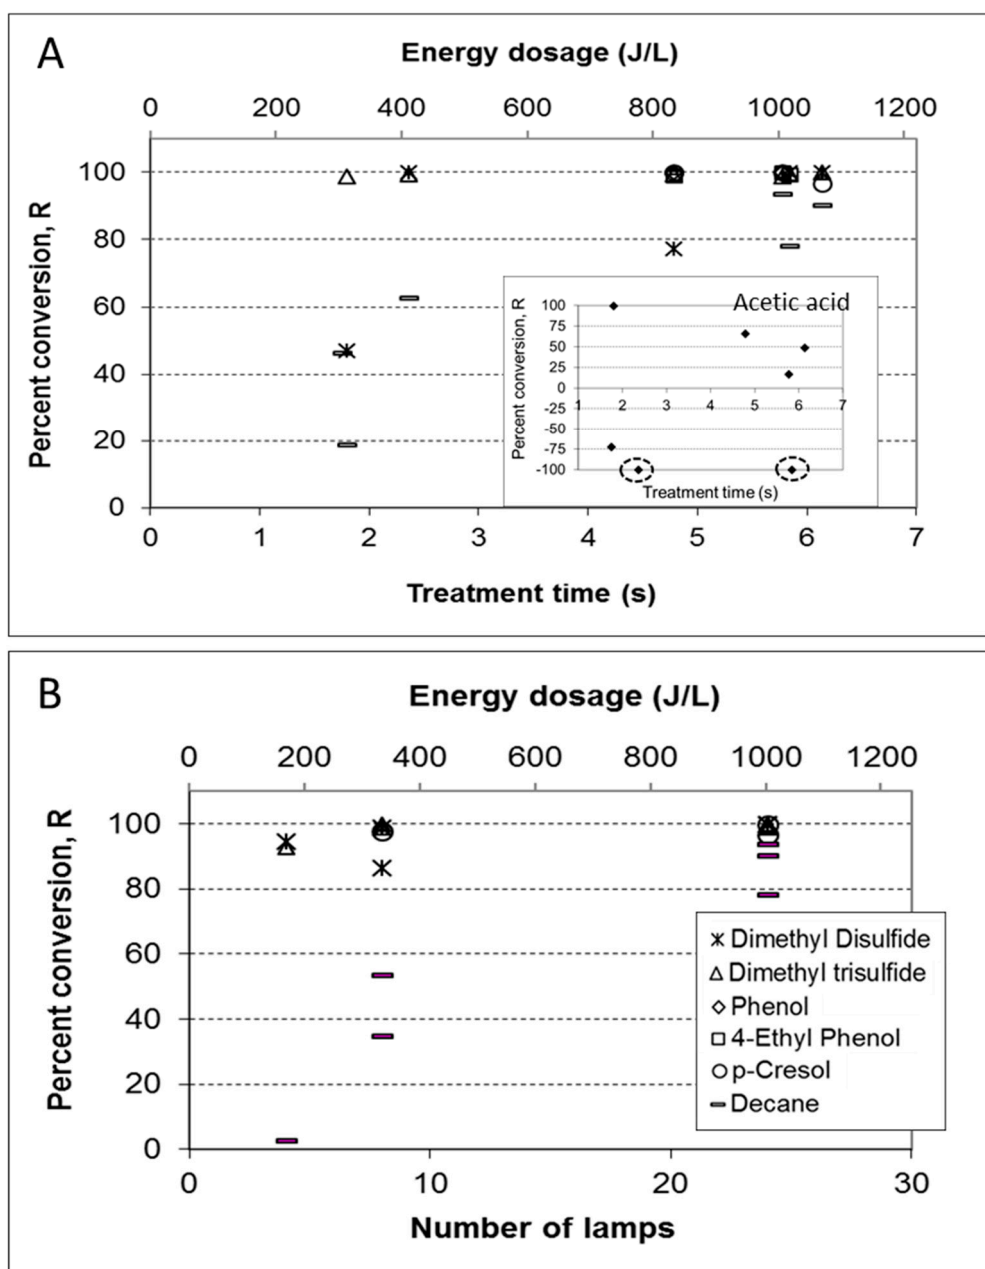 A
Energy dosage (J/L)
0 200 400 600 800 1000 1200
Percent conversion, R
100
80
60
40
20
0
0 1 2 3 4 5 6 7
Treatment time (s)
Acetic acid
Percent conversion, R
100
75
50
25
0
-25
-50
-75
-100
1 2 3 4 5 6 7
Treatment time (s)
B
Energy dosage (J/L)
0 200 400 600 800 1000 1200
Percent conversion, R
100
80
60
40
20
0
0 10 20 30
Number of lamps
Dimethyl Disulfide
Dimethyl trisulfide
Phenol
4-Ethyl Phenol
p-Cresol
Decane